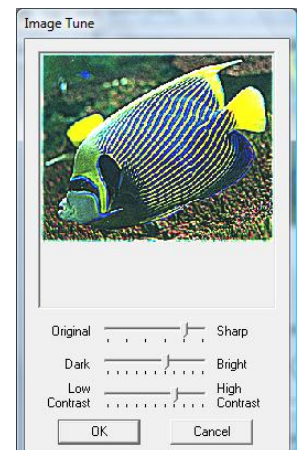 Image Tune
Original Sharp
Dark Bright
Low Contrast High Contrast
OK Cancel